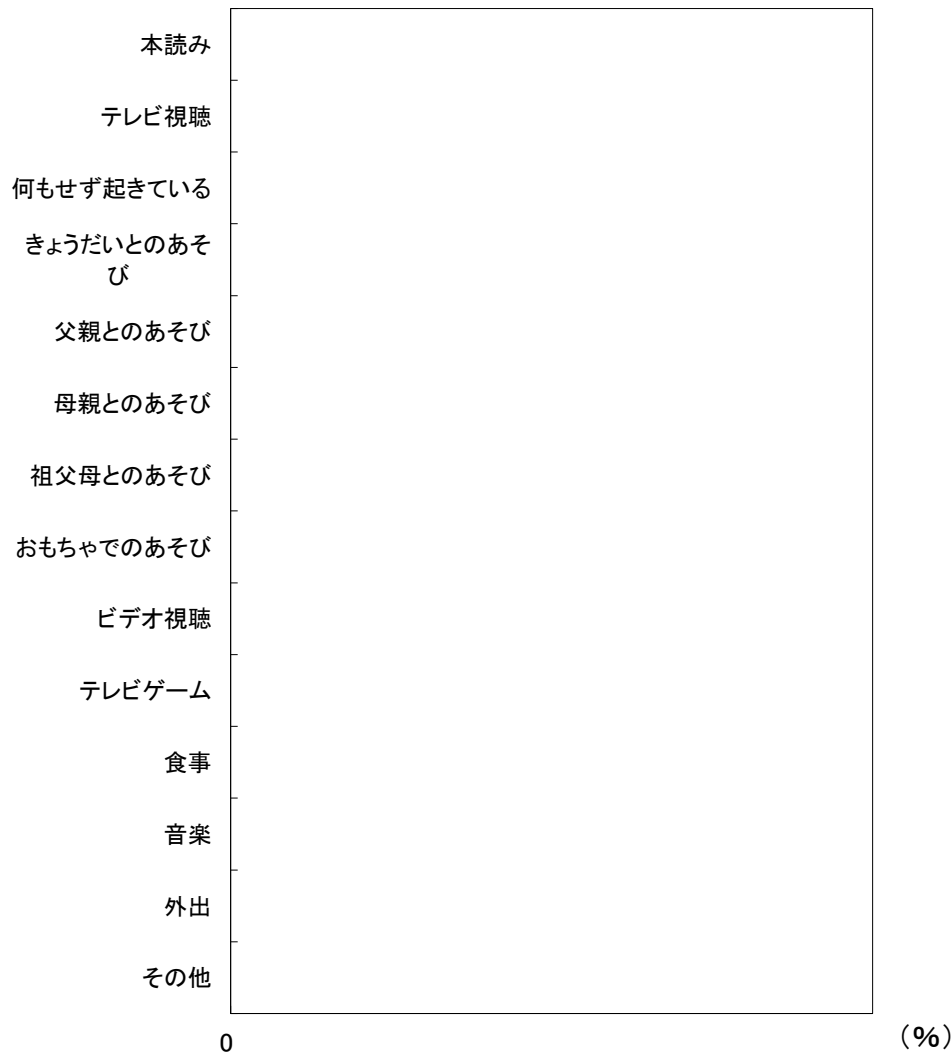 本読み
テレビ視聴
何もせず起きている
きょうだいとのあそ
び
父親とのあそび
母親とのあそび
祖父母とのあそび
おもちゃでのあそび
ビデオ視聴
テレビゲーム
食事
音楽
外出
その他
0
（%）